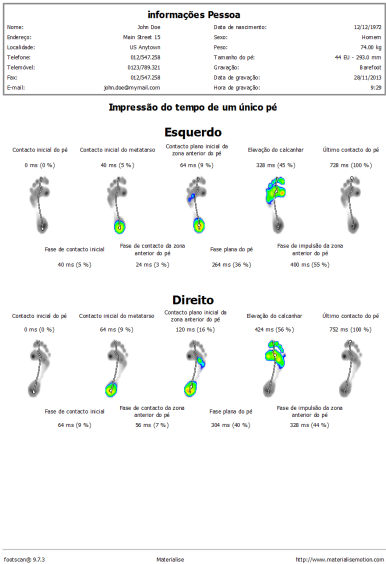 informações Pessoa
Nome: John Doe Data de nascimento: 12/12/1972
Endereço: Main Street 15 Sexo: Homem
Localidade: US Anytown Peso: 74.00 kg
Telefone: 012/547.258 Tamanho do pé: 44 EU - 293.0 mm
Telemóvel: 0123/789.321 Gravação: Barefoot
Fax: 012/547.258 Data de gravação: 28/11/2013
E-mail: john.doe@mymail.com Hora de gravação: 9:29
Impressão do tempo de um único pé
Esquerdo
Contacto inicial do pé Contacto inicial do metatarso Contacto plano inicial da zona anterior do pé Elevação do calcanhar Último contacto do pé
0 ms (0 %) 40 ms (5 %) 64 ms (9 %) 328 ms (45 %) 728 ms (100 %)
Fase de contacto inicial Fase de contacto da zona anterior do pé Fase plana do pé Fase de impulsão da zona anterior do pé
40 ms (5 %) 24 ms (3 %) 264 ms (36 %) 400 ms (55 %)
Direito
Contacto inicial do pé Contacto inicial do metatarso Contacto plano inicial da zona anterior do pé Elevação do calcanhar Último contacto do pé
0 ms (0 %) 64 ms (9 %) 120 ms (16 %) 424 ms (56 %) 752 ms (100 %)
Fase de contacto inicial Fase de contacto da zona anterior do pé Fase plana do pé Fase de impulsão da zona anterior do pé
64 ms (9 %) 56 ms (7 %) 304 ms (40 %) 328 ms (44 %)
footscan® 9.7.3 Materialise http://www.materialisemotion.com